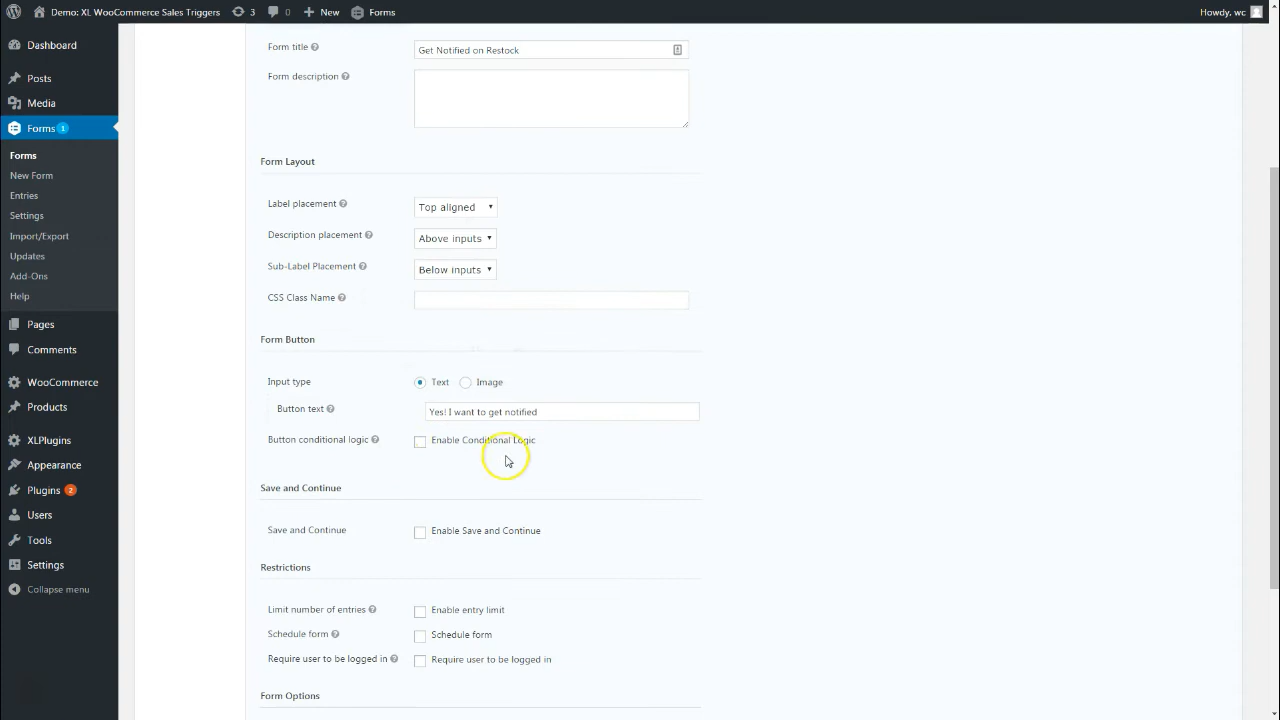 Demo: XL WooCommerce Sales Triggers 3 0 New Forms Howdy, wc
Dashboard
Posts
Media
Forms 1
Forms
New Form
Entries
Settings
Import/Export
Updates
Add-Ons
Help
Pages
Comments
WooCommerce
Products
XLPlugins
Appearance
Plugins 2
Users
Tools
Settings
Collapse menu
Form title ? Get Notified on Restock
Form description ?
Form Layout
Label placement ? Top aligned
Description placement ? Above inputs
Sub-Label Placement ? Below inputs
CSS Class Name ?
Form Button
Input type Text Image
Button text ? Yes! I want to get notified
Button conditional logic ? Enable Conditional Logic
Save and Continue
Save and Continue Enable Save and Continue
Restrictions
Limit number of entries ? Enable entry limit
Schedule form ? Schedule form
Require user to be logged in ? Require user to be logged in
Form Options